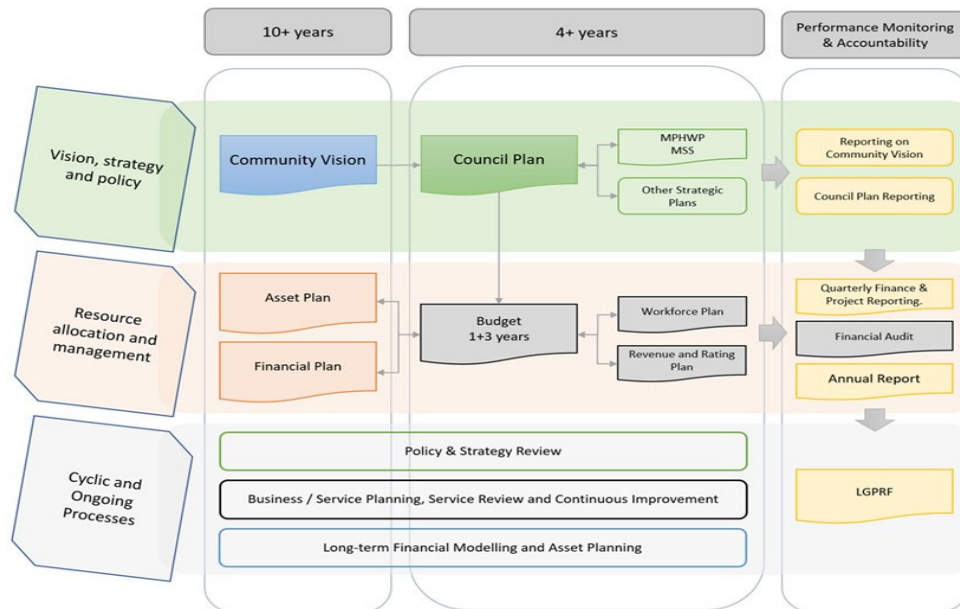 10+ years
4+ years
Performance Monitoring
& Accountability
Vision, strategy
and policy
Community Vision
Council Plan
MPHWP
MSS
Other Strategic
Plans
Reporting on
Community Vision
Council Plan Reporting
Resource
allocation and
management
Asset Plan
Financial Plan
Budget
1+3 years
Workforce Plan
Revenue and Rating
Plan
Quarterly Finance &
Project Reporting.
Financial Audit
Annual Report
Cyclic and
Ongoing
Processes
Policy & Strategy Review
Business / Service Planning, Service Review and Continuous Improvement
Long-term Financial Modelling and Asset Planning
LGPRF